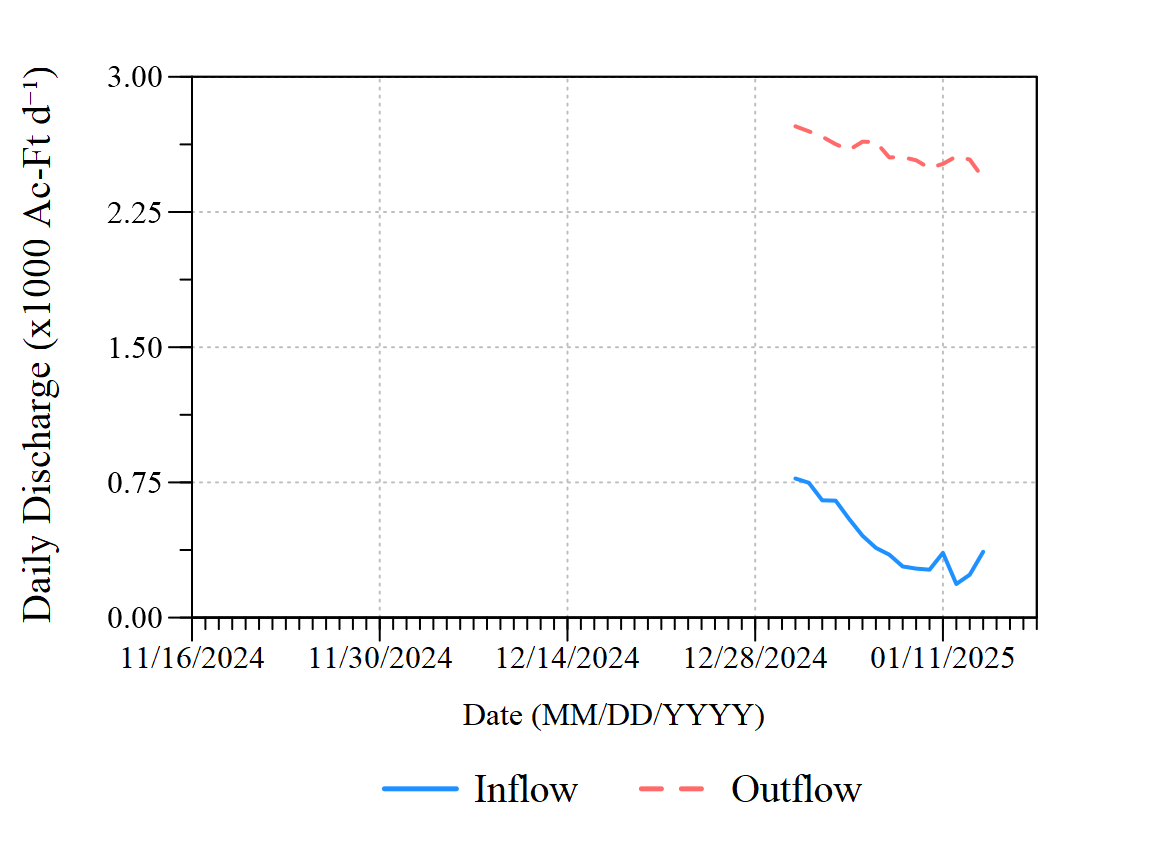 Daily Discharge (x1000 Ac-Ft d⁻¹)
3.00
2.25
1.50
0.75
0.00
11/16/2024 11/30/2024 12/14/2024 12/28/2024 01/11/2025
Date (MM/DD/YYYY)
Inflow Outflow